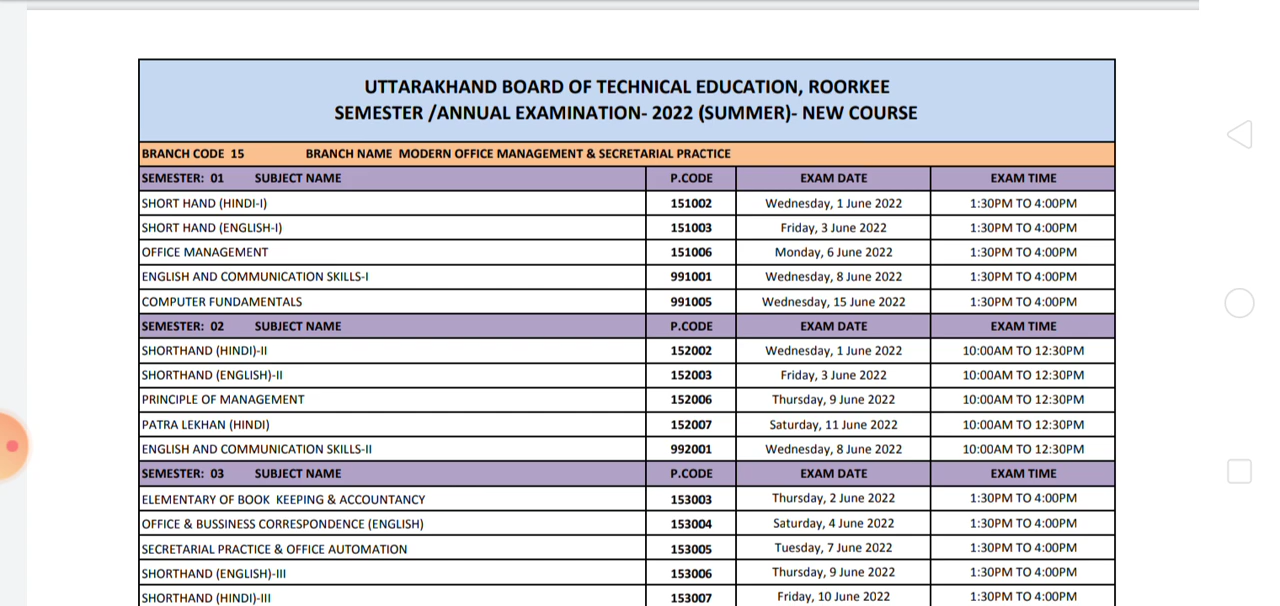 UTTARAKHAND BOARD OF TECHNICAL EDUCATION, ROORKEE
SEMESTER /ANNUAL EXAMINATION- 2022 (SUMMER)- NEW COURSE
BRANCH CODE 15 BRANCH NAME MODERN OFFICE MANAGEMENT & SECRETARIAL PRACTICE
SEMESTER: 01 SUBJECT NAME P.CODE EXAM DATE EXAM TIME
SHORT HAND (HINDI-I) 151002 Wednesday, 1 June 2022 1:30PM TO 4:00PM
SHORT HAND (ENGLISH-I) 151003 Friday, 3 June 2022 1:30PM TO 4:00PM
OFFICE MANAGEMENT 151006 Monday, 6 June 2022 1:30PM TO 4:00PM
ENGLISH AND COMMUNICATION SKILLS-I 991001 Wednesday, 8 June 2022 1:30PM TO 4:00PM
COMPUTER FUNDAMENTALS 991005 Wednesday, 15 June 2022 1:30PM TO 4:00PM
SEMESTER: 02 SUBJECT NAME P.CODE EXAM DATE EXAM TIME
SHORTHAND (HINDI)-II 152002 Wednesday, 1 June 2022 10:00AM TO 12:30PM
SHORTHAND (ENGLISH)-II 152003 Friday, 3 June 2022 10:00AM TO 12:30PM
PRINCIPLE OF MANAGEMENT 152006 Thursday, 9 June 2022 10:00AM TO 12:30PM
PATRA LEKHAN (HINDI) 152007 Saturday, 11 June 2022 10:00AM TO 12:30PM
ENGLISH AND COMMUNICATION SKILLS-II 992001 Wednesday, 8 June 2022 10:00AM TO 12:30PM
SEMESTER: 03 SUBJECT NAME P.CODE EXAM DATE EXAM TIME
ELEMENTARY OF BOOK KEEPING & ACCOUNTANCY 153003 Thursday, 2 June 2022 1:30PM TO 4:00PM
OFFICE & BUSSINESS CORRESPONDENCE (ENGLISH) 153004 Saturday, 4 June 2022 1:30PM TO 4:00PM
SECRETARIAL PRACTICE & OFFICE AUTOMATION 153005 Tuesday, 7 June 2022 1:30PM TO 4:00PM
SHORTHAND (ENGLISH)-III 153006 Thursday, 9 June 2022 1:30PM TO 4:00PM
SHORTHAND (HINDI)-III 153007 Friday, 10 June 2022 1:30PM TO 4:00PM